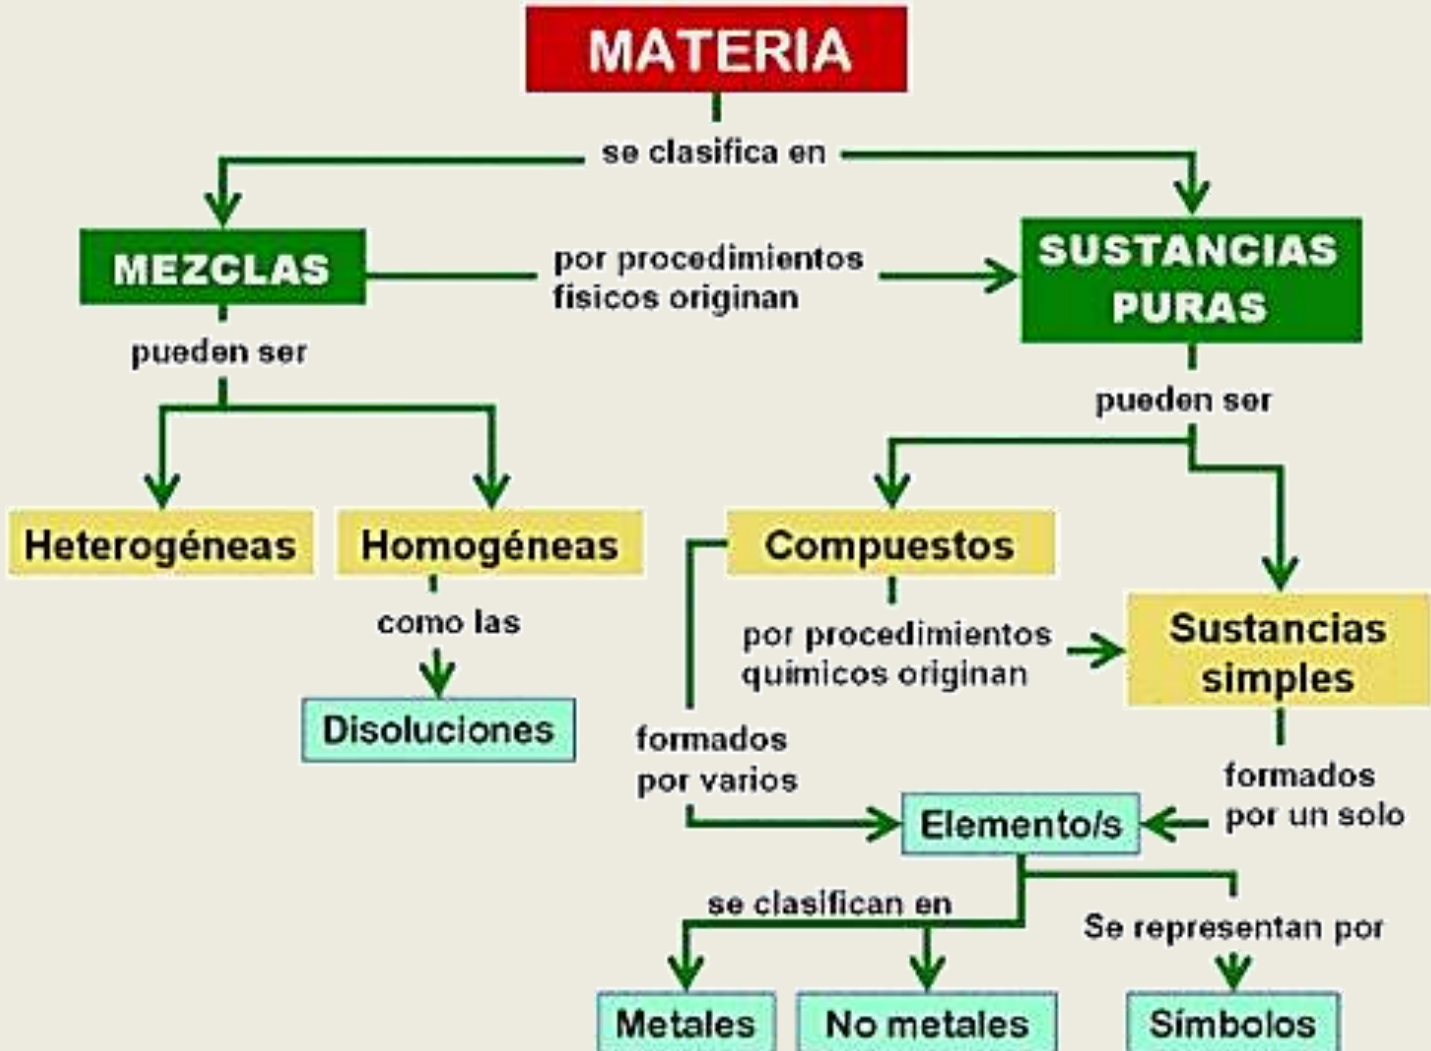 MATERIA
se clasifica en
MEZCLAS
por procedimientos
físicos originan
SUSTANCIAS
PURAS
pueden ser
pueden ser
Heterogéneas
Homogéneas
Compuestos
como las
por procedimientos
químicos originan
Sustancias
simples
Disoluciones
formados
por varios
formados
por un solo
Elemento/s
se clasifican en
Se representan por
Metales
No metales
Símbolos